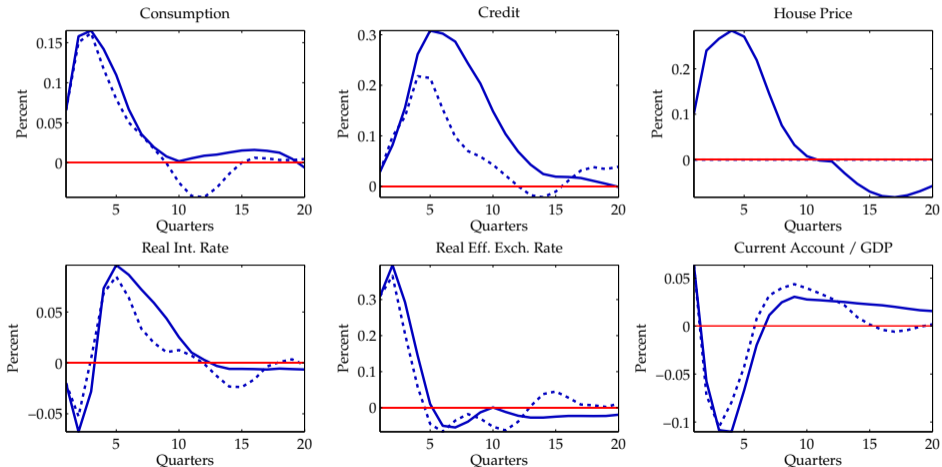 Consumption
Percent
0.15
0.1
0.05
0
5
10
15
20
Quarters
Credit
Percent
0.3
0.2
0.1
0
5
10
15
20
Quarters
House Price
Percent
0.2
0.1
0
5
10
15
20
Quarters
Real Int. Rate
Percent
0.05
0
−0.05
5
10
15
20
Quarters
Real Eff. Exch. Rate
Percent
0.3
0.2
0.1
0
5
10
15
20
Quarters
Current Account / GDP
Percent
0.05
0
−0.05
−0.1
5
10
15
20
Quarters